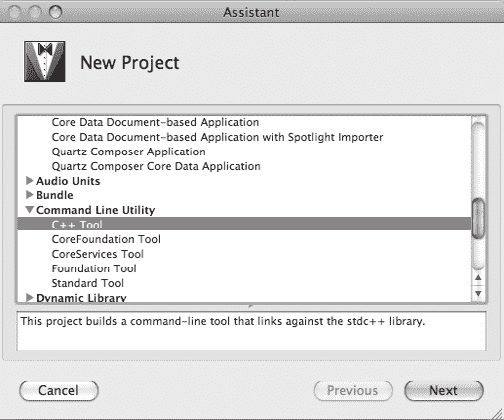 Assistant
New Project
Core Data Document-based Application
Core Data Document-based Application with Spotlight Importer
Quartz Composer Application
Quartz Composer Core Data Application
Audio Units
Bundle
Command Line Utility
C++ Tool
CoreFoundation Tool
CoreServices Tool
Foundation Tool
Standard Tool
Dynamic Library
This project builds a command-line tool that links against the stdc++ library.
Cancel
Previous
Next